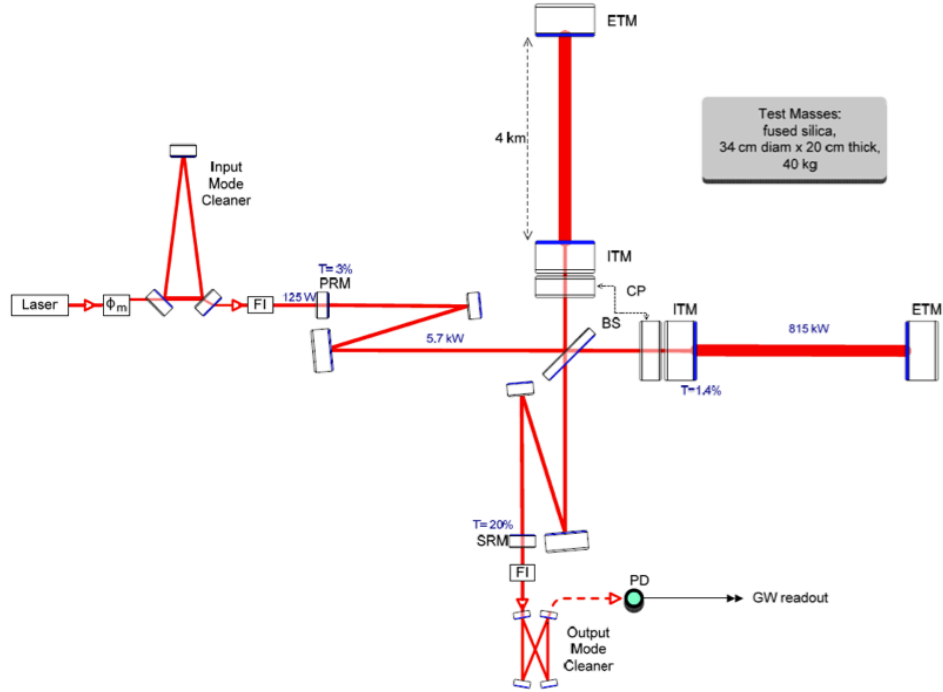 ETM
4 km
Test Masses:
fused silica,
34 cm diam x 20 cm thick,
40 kg
Input
Mode
Cleaner
ITM
T= 3%
PRM
CP
Laser
ϕm
FI
125 W
BS
ITM
ETM
5.7 kW
815 kW
T=1.4%
T= 20%
SRM
FI
PD
GW readout
Output
Mode
Cleaner